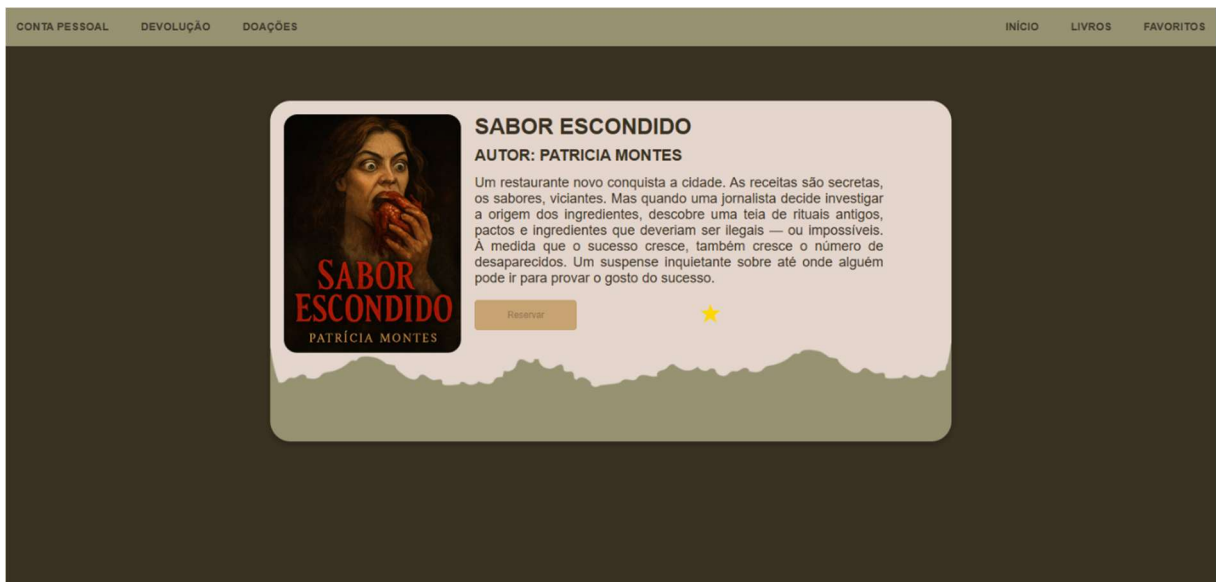 CONTA PESSOAL DEVOLUÇÃO DOAÇÕES INÍCIO LIVROS FAVORITOS
SABOR
ESCONDIDO
PATRÍCIA MONTES
SABOR ESCONDIDO
AUTOR: PATRICIA MONTES
Um restaurante novo conquista a cidade. As receitas são secretas,
os sabores, viciantes. Mas quando uma jornalista decide investigar
a origem dos ingredientes, descobre uma teia de rituais antigos,
pactos e ingredientes que deveriam ser ilegais — ou impossíveis.
À medida que o sucesso cresce, também cresce o número de
desaparecidos. Um suspense inquietante sobre até onde alguém
pode ir para provar o gosto do sucesso.
Reservar